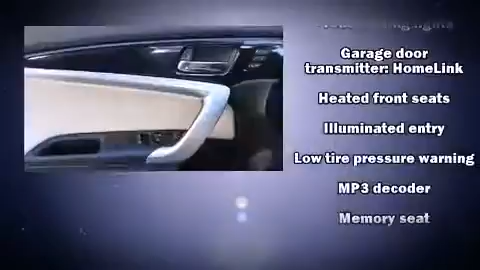 Garage door
transmitter: HomeLink
Heated front seats
Illuminated entry
Low tire pressure warning
MP3 decoder
Memory seat